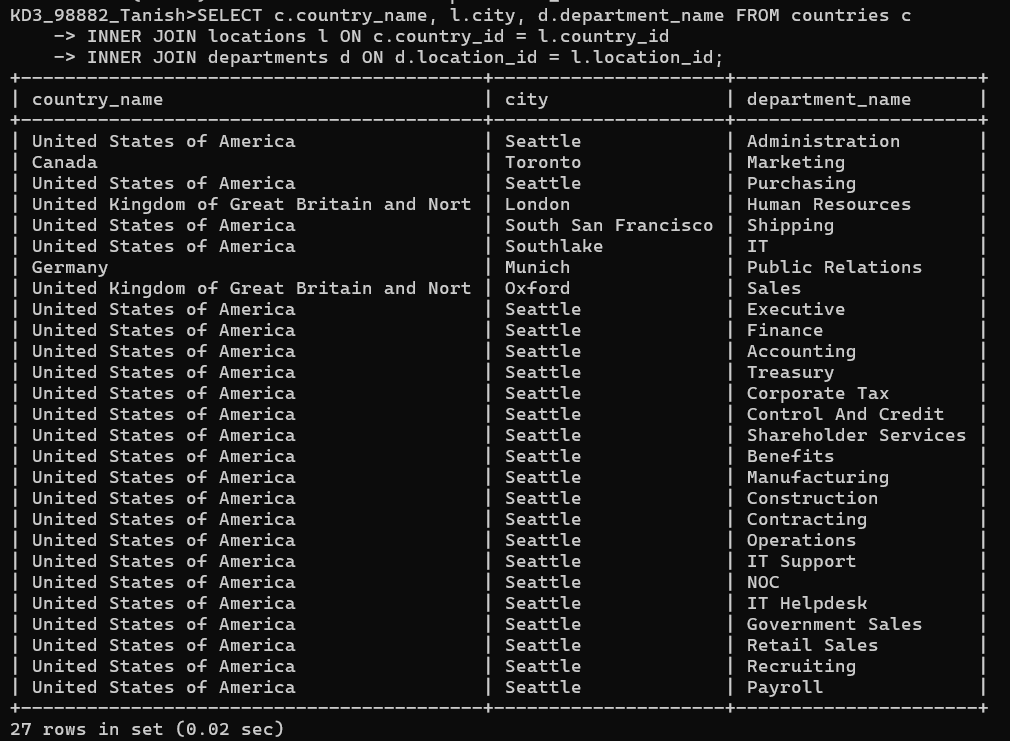 KD3_98882_Tanish>SELECT c.country_name, l.city, d.department_name FROM countries c
    -> INNER JOIN locations l ON c.country_id = l.country_id
    -> INNER JOIN departments d ON d.location_id = l.location_id;
+------------------------------------------+---------------------+----------------------+
| country_name                             | city                | department_name      |
+------------------------------------------+---------------------+----------------------+
| United States of America                 | Seattle             | Administration       |
| Canada                                   | Toronto             | Marketing            |
| United States of America                 | Seattle             | Purchasing           |
| United Kingdom of Great Britain and Nort | London              | Human Resources      |
| United States of America                 | South San Francisco | Shipping             |
| United States of America                 | Southlake           | IT                   |
| Germany                                  | Munich              | Public Relations     |
| United Kingdom of Great Britain and Nort | Oxford              | Sales                |
| United States of America                 | Seattle             | Executive            |
| United States of America                 | Seattle             | Finance              |
| United States of America                 | Seattle             | Accounting           |
| United States of America                 | Seattle             | Treasury             |
| United States of America                 | Seattle             | Corporate Tax        |
| United States of America                 | Seattle             | Control And Credit   |
| United States of America                 | Seattle             | Shareholder Services |
| United States of America                 | Seattle             | Benefits             |
| United States of America                 | Seattle             | Manufacturing        |
| United States of America                 | Seattle             | Construction         |
| United States of America                 | Seattle             | Contracting          |
| United States of America                 | Seattle             | Operations           |
| United States of America                 | Seattle             | IT Support           |
| United States of America                 | Seattle             | NOC                  |
| United States of America                 | Seattle             | IT Helpdesk          |
| United States of America                 | Seattle             | Government Sales     |
| United States of America                 | Seattle             | Retail Sales         |
| United States of America                 | Seattle             | Recruiting           |
| United States of America                 | Seattle             | Payroll              |
+------------------------------------------+---------------------+----------------------+
27 rows in set (0.02 sec)